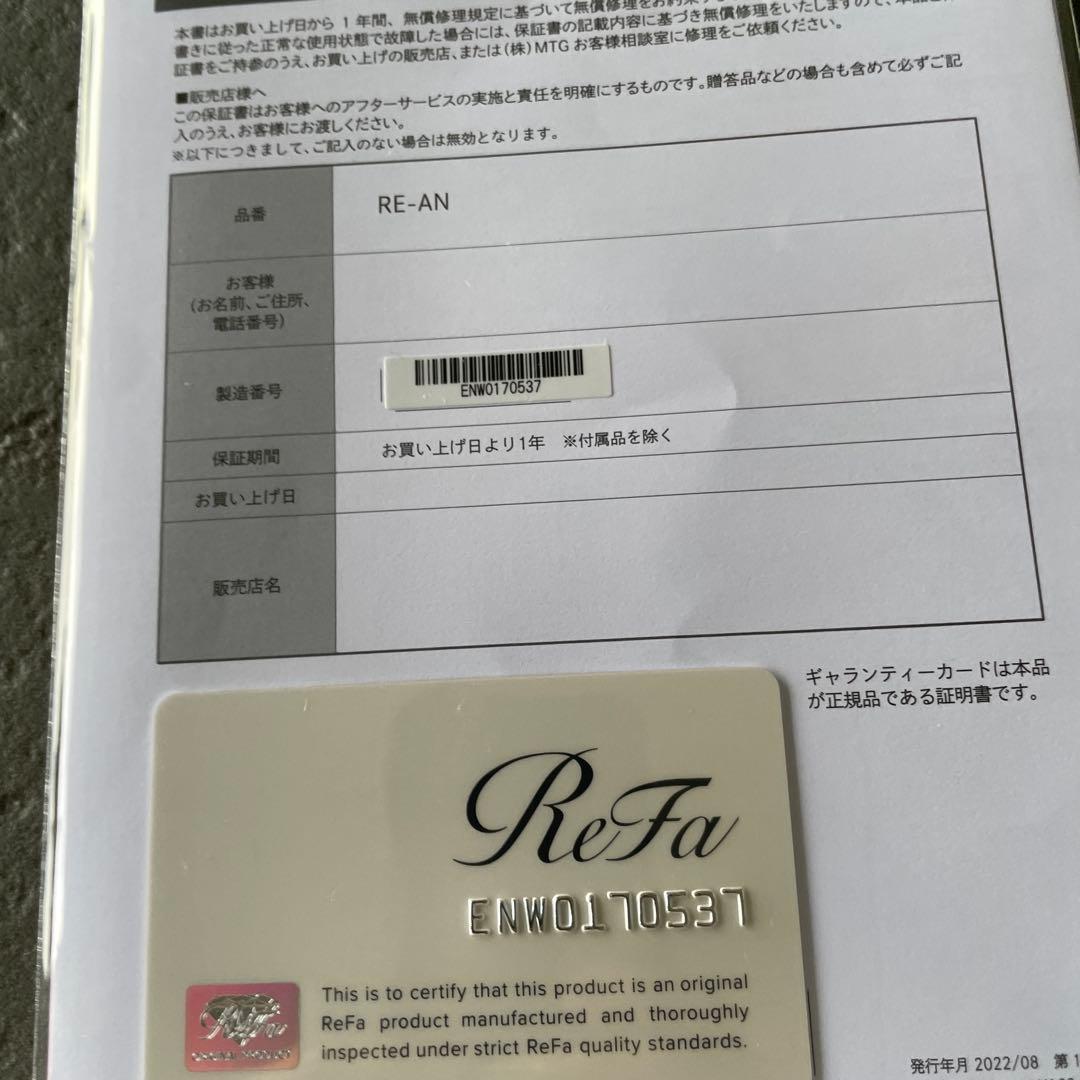 本書はお買い上げ日から 1 年間、無償修理規定に基づいて無償修理をお約束する
書きに従った正常な使用状態で故障した場合には、保証書の記載内容に基づき無償修理をいたしますので、
証書をご持参のうえ、お買い上げの販売店、または(株)MTG お客様相談室に修理をご依頼ください。
■販売店様へ
この保証書はお客様へのアフターサービスの実施と責任を明確にするものです。贈答品などの場合も含めて必ずご記
入のうえ、お客様にお渡しください。
※以下につきまして、ご記入のない場合は無効となります。
品番 RE-AN
お客様
(お名前、ご住所、
電話番号)
製造番号 ENW0170537
保証期間 お買い上げ日より1年 ※付属品を除く
お買い上げ日
販売店名
ギャランティーカードは本品
が正規品である証明書です。
ReFa
ENW0170537
This is to certify that this product is an original
ReFa product manufactured and thoroughly
inspected under strict ReFa quality standards.
ReFa
ORIGINAL PRODUCT
発行年月 2022/08 第 1